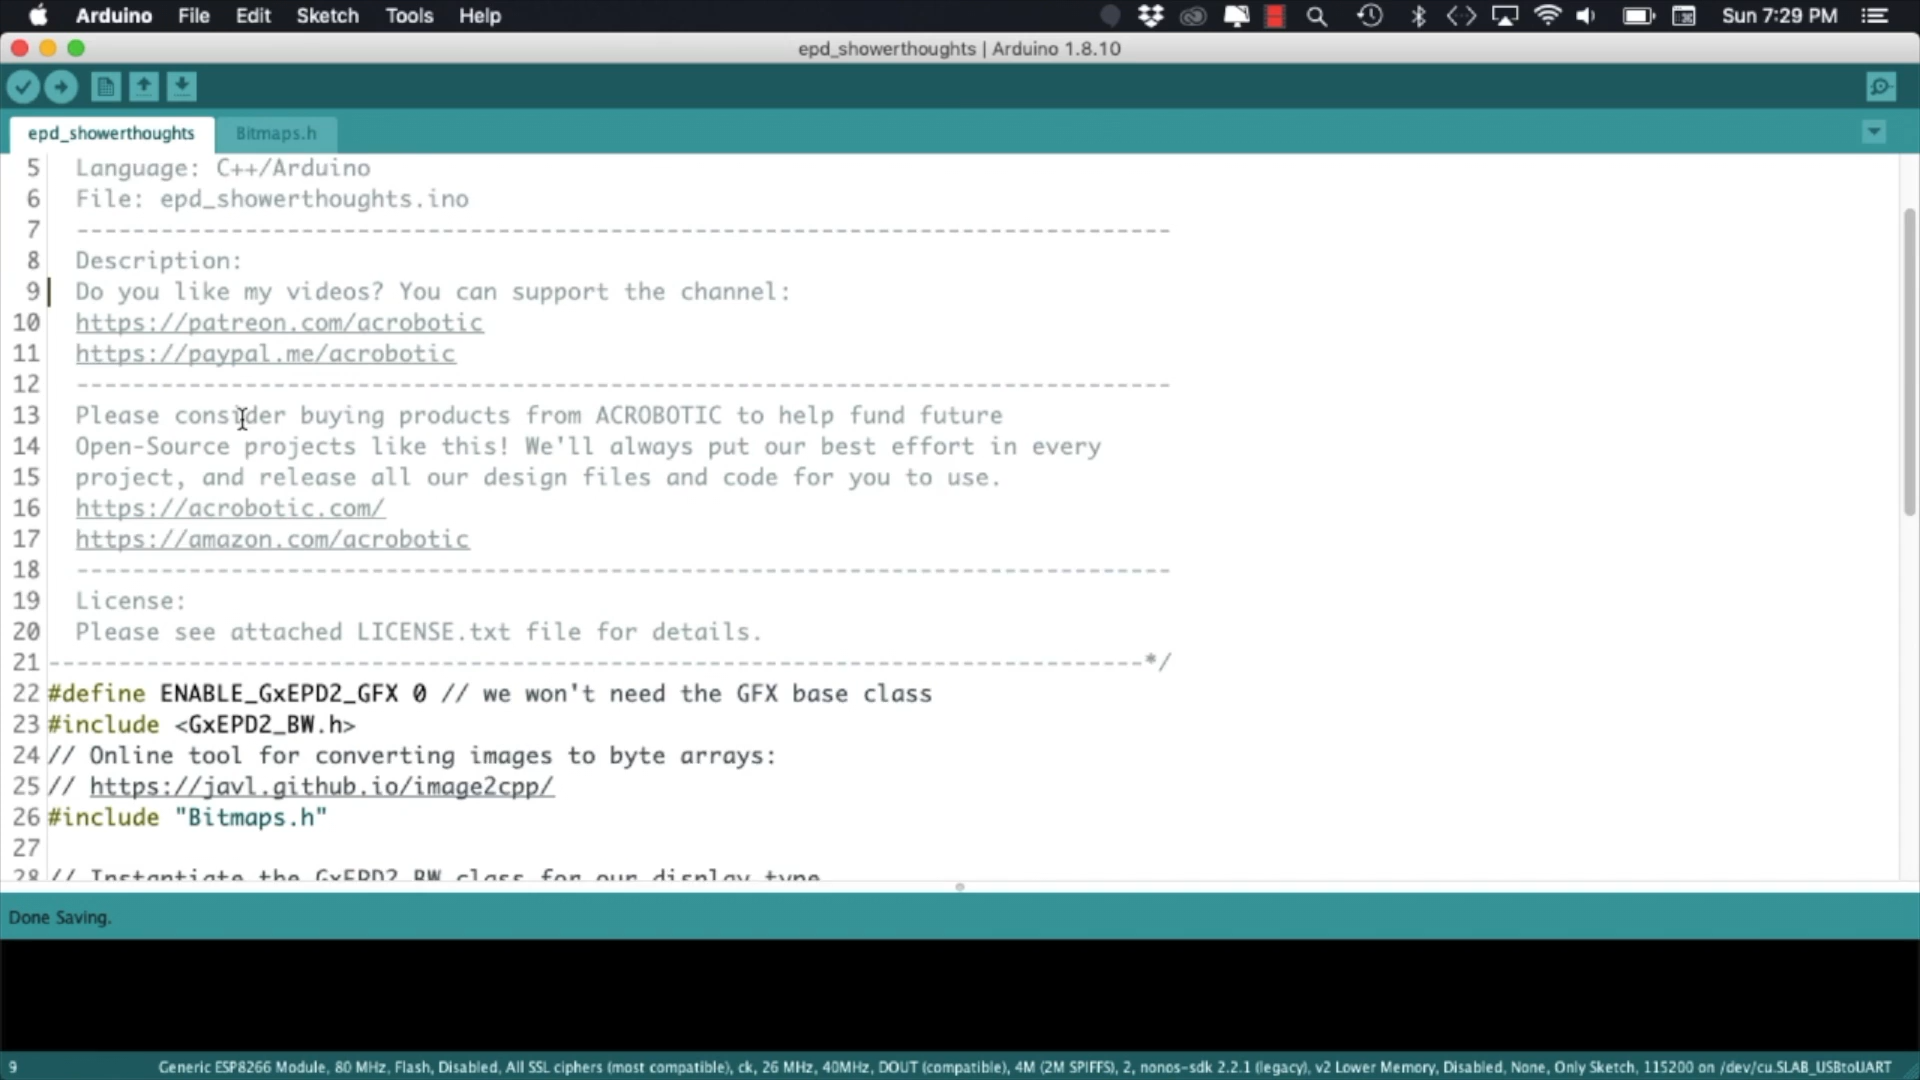 Arduino File Edit Sketch Tools Help Sun 7:29 PM
epd_showerthoughts | Arduino 1.8.10
epd_showerthoughts Bitmaps.h
5 Language: C++/Arduino
6 File: epd_showerthoughts.ino
7 ------------------------------------------------------------------------------
8 Description:
9 Do you like my videos? You can support the channel:
10 https://patreon.com/acrobotic
11 https://paypal.me/acrobotic
12 ------------------------------------------------------------------------------
13 Please consider buying products from ACROBOTIC to help fund future
14 Open-Source projects like this! We'll always put our best effort in every
15 project, and release all our design files and code for you to use.
16 https://acrobotic.com/
17 https://amazon.com/acrobotic
18 ------------------------------------------------------------------------------
19 License:
20 Please see attached LICENSE.txt file for details.
21 ------------------------------------------------------------------------------*/
22 #define ENABLE_GxEPD2_GFX 0 // we won't need the GFX base class
23 #include <GxEPD2_BW.h>
24 // Online tool for converting images to byte arrays:
25 // https://javl.github.io/image2cpp/
26 #include "Bitmaps.h"
27
28 // Instantiate the GxEPD2_BW class for our display type
Done Saving.
9 Generic ESP8266 Module, 80 MHz, Flash, Disabled, All SSL ciphers (most compatible), ck, 26 MHz, 40MHz, DOUT (compatible), 4M (2M SPIFFS), 2, nonos-sdk 2.2.1 (legacy), v2 Lower Memory, Disabled, None, Only Sketch, 115200 on /dev/cu.SLAB_USBtoUART